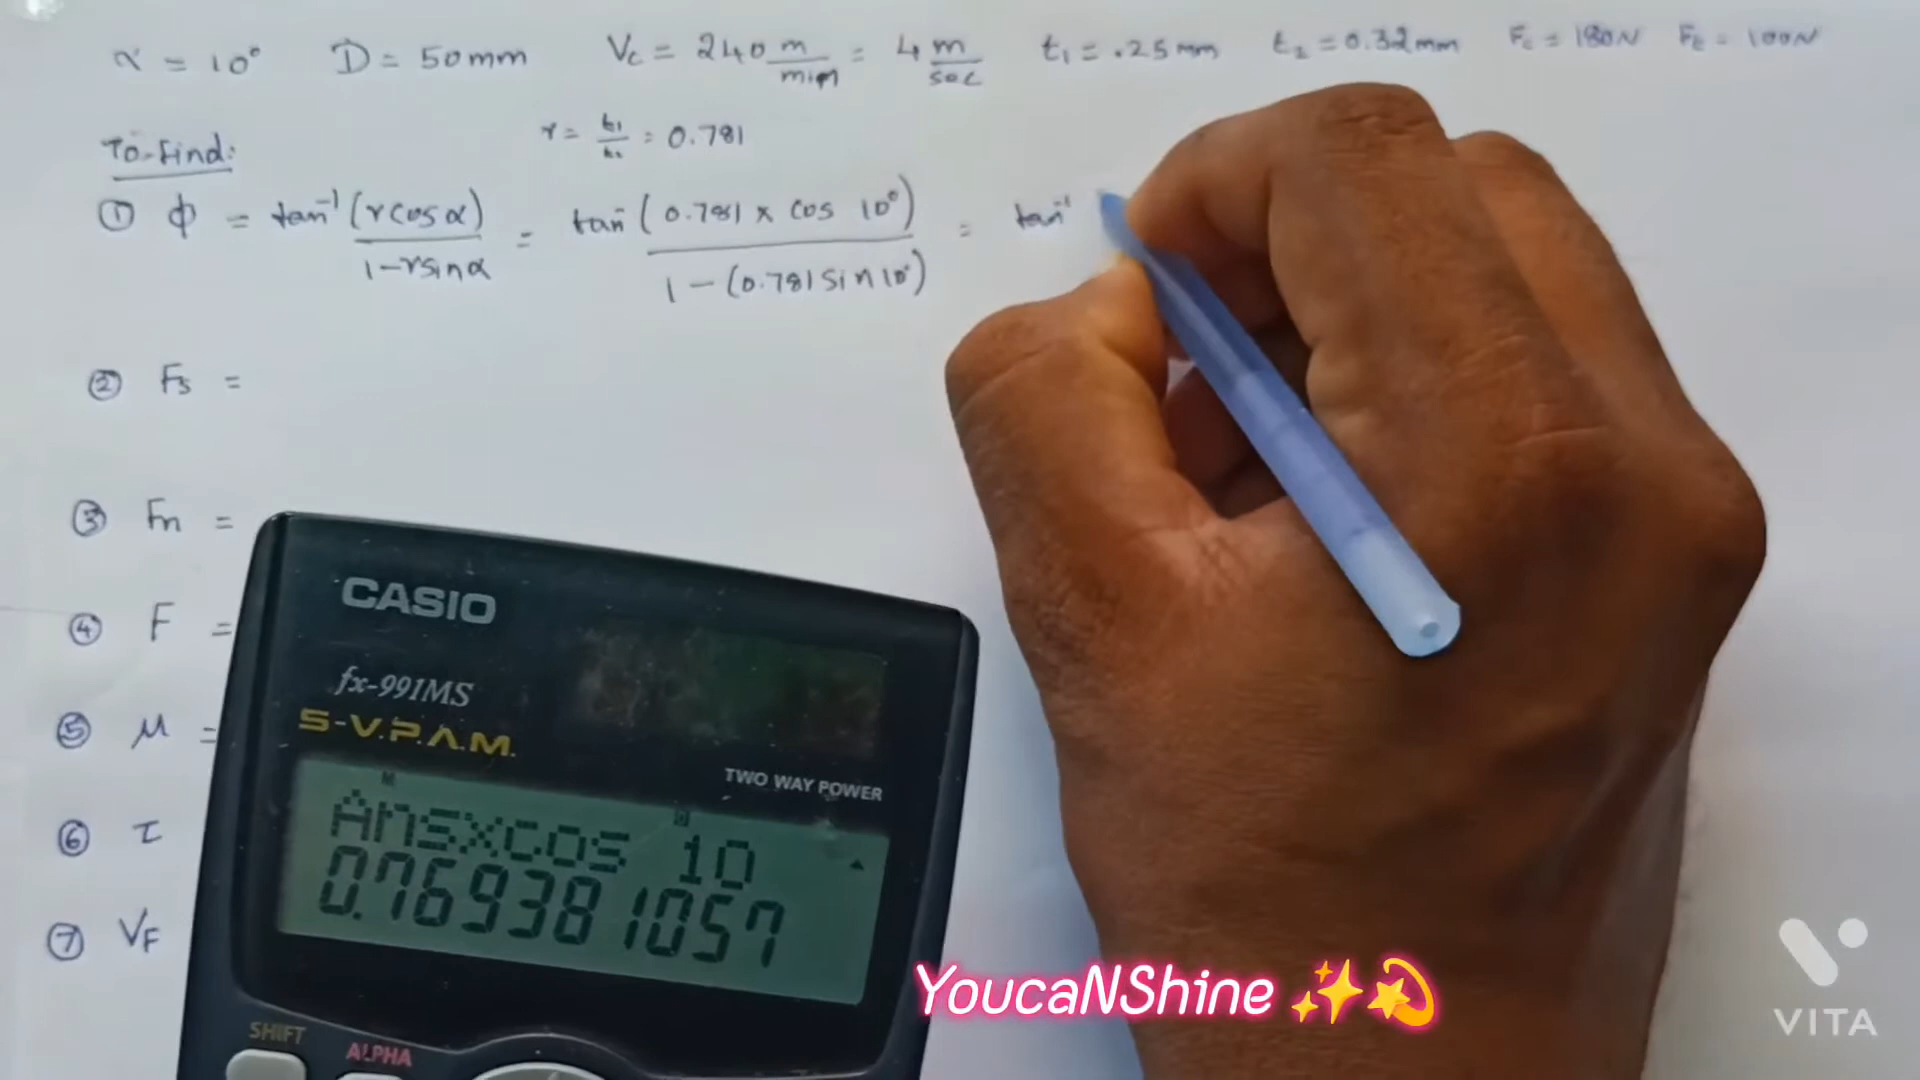 α = 10° D = 50mm Vc = 240 m/min = 4 m/sec t₁ = .25mm t₂ = 0.32mm Fc = 180N Ft = 100N
To-find:
r = t₁/t₂ = 0.781
① ϕ = tan⁻¹ (r cos α)/1-r sin α = tan⁻ (0.781 x cos 10°)/1-(0.781 sin 10°) = tan⁻¹
② Fs =
③ Fn =
④ F =
⑤ μ =
⑥ τ
⑦ VF
CASIO
fx-991MS
S-V.P.A.M.
TWO WAY POWER
M D
Ans×cos 10
0.769381057
SHIFT
ALPHA
YoucaNShine ✨💫
VITA